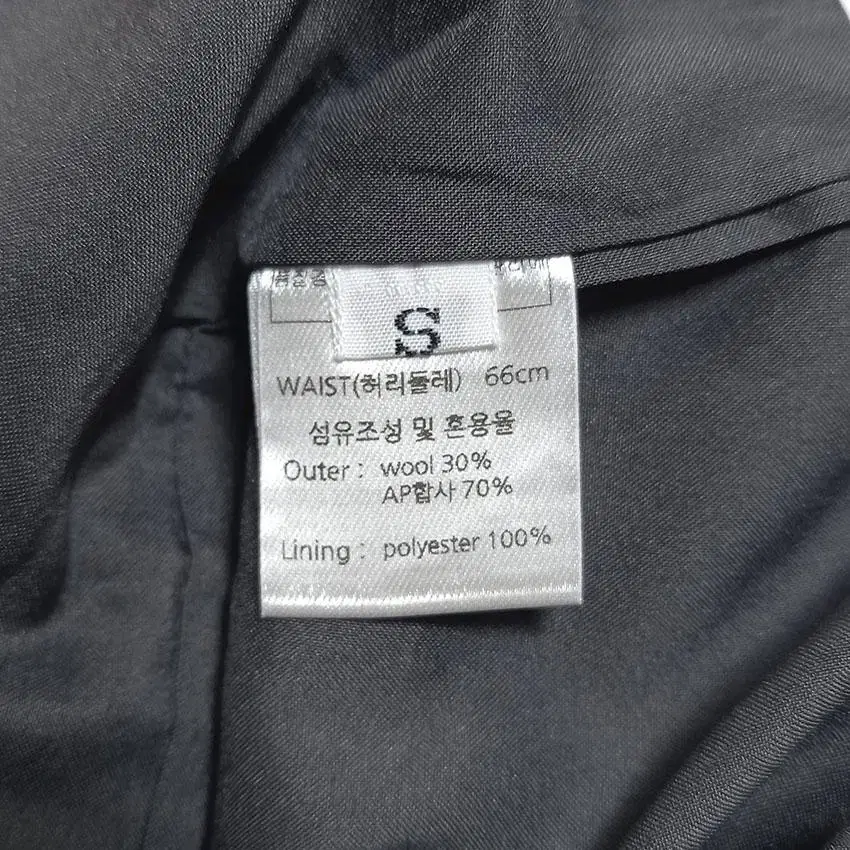 S
WAIST(허리둘레) 66cm
섬유조성 및 혼용율
Outer : wool 30%
AP합사 70%
Lining : polyester 100%